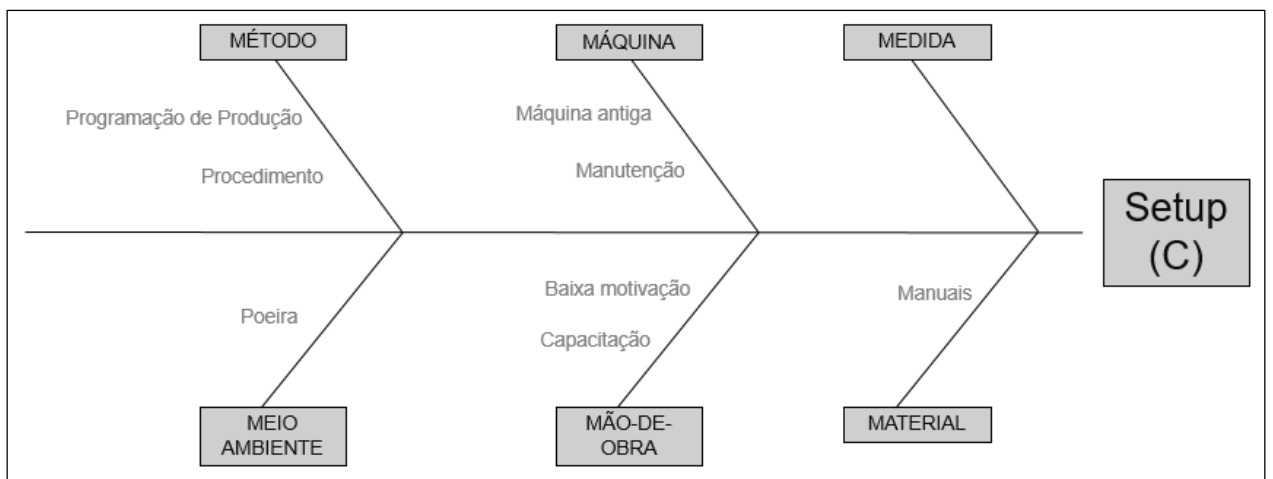 MÉTODO
MÁQUINA
MEDIDA
Programação de Produção
Procedimento
Máquina antiga
Manutenção
Setup
(C)
Poeira
Baixa motivação
Capacitação
Manuais
MEIO
AMBIENTE
MÃO-DE-
OBRA
MATERIAL